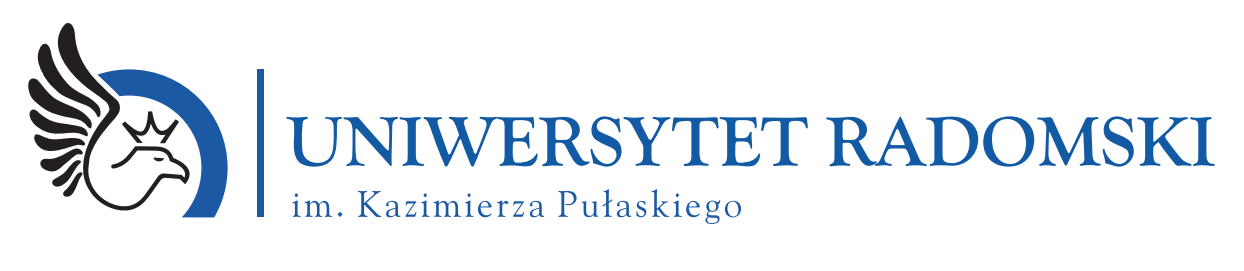 UNIWERSYTET RADOMSKI
im. Kazimierza Pułaskiego